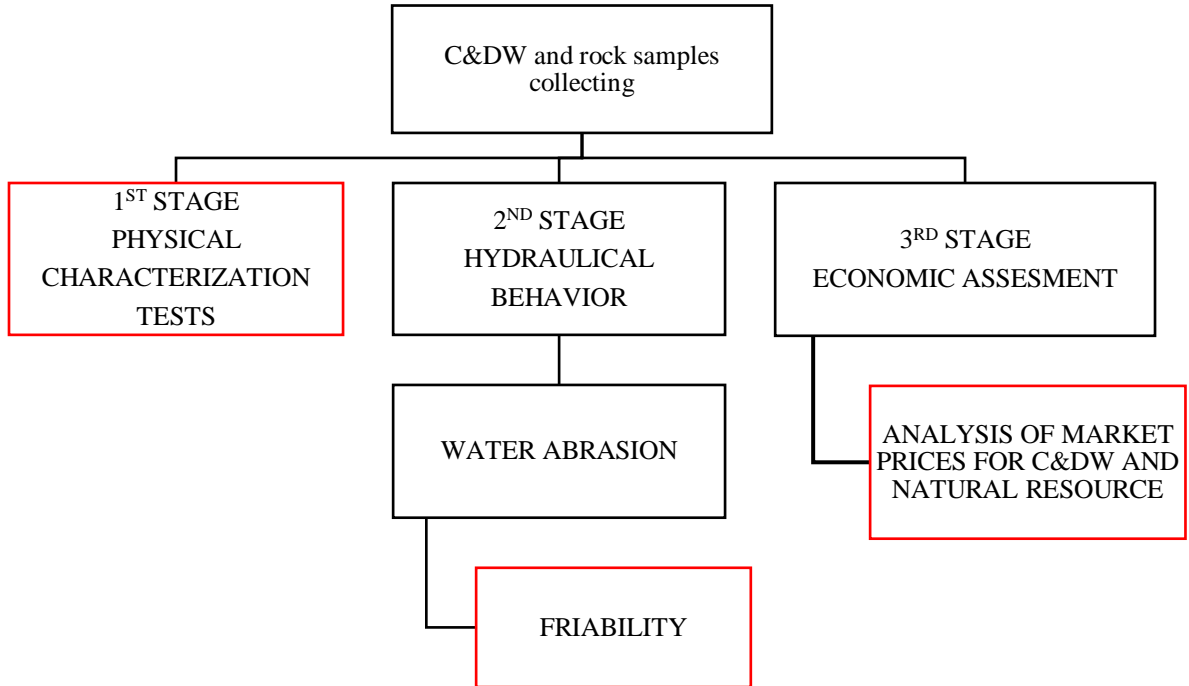 C&DW and rock samples
collecting
1ST STAGE
PHYSICAL
CHARACTERIZATION
TESTS
2ND STAGE
HYDRAULICAL
BEHAVIOR
3RD STAGE
ECONOMIC ASSESMENT
WATER ABRASION
ANALYSIS OF MARKET
PRICES FOR C&DW AND
NATURAL RESOURCE
FRIABILITY